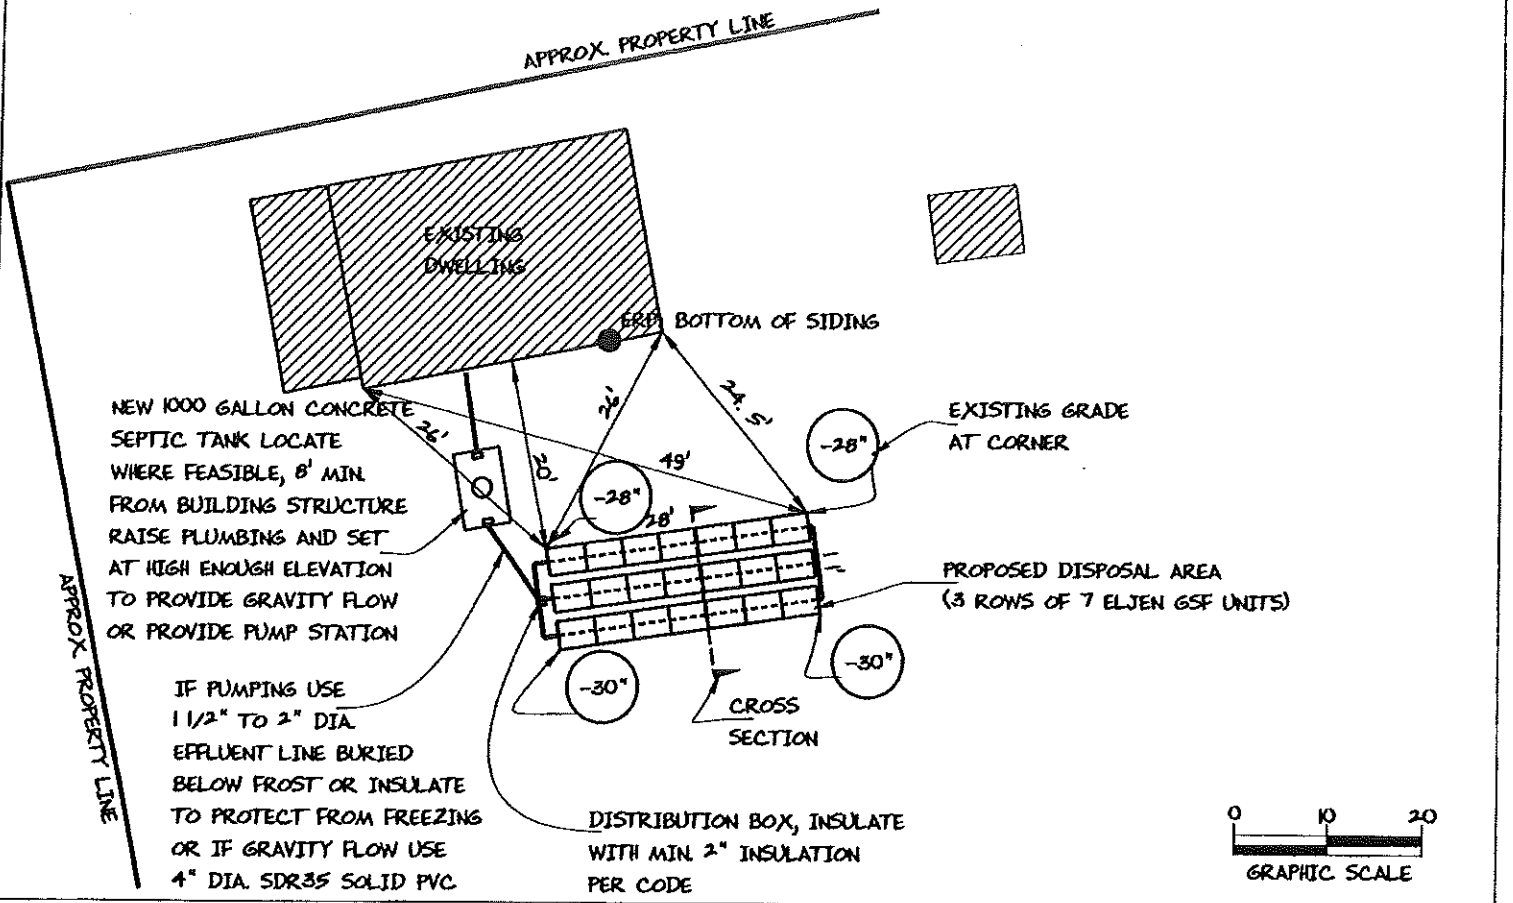 APPROX. PROPERTY LINE
EXISTING
DWELLING
ERP, BOTTOM OF SIDING
NEW 1000 GALLON CONCRETE
SEPTIC TANK LOCATE
WHERE FEASIBLE, 8' MIN.
FROM BUILDING STRUCTURE
RAISE PLUMBING AND SET
AT HIGH ENOUGH ELEVATION
TO PROVIDE GRAVITY FLOW
OR PROVIDE PUMP STATION
26'
20'
26'
24.5'
49'
28'
-28"
-28"
EXISTING GRADE
AT CORNER
PROPOSED DISPOSAL AREA
(3 ROWS OF 7 ELJEN GSF UNITS)
-30"
-30"
CROSS
SECTION
APPROX. PROPERTY LINE
IF PUMPING USE
1 1/2" TO 2" DIA.
EFFLUENT LINE BURIED
BELOW FROST OR INSULATE
TO PROTECT FROM FREEZING
OR IF GRAVITY FLOW USE
4" DIA. SDR35 SOLID PVC
DISTRIBUTION BOX, INSULATE
WITH MIN. 2" INSULATION
PER CODE
0 10 20
GRAPHIC SCALE